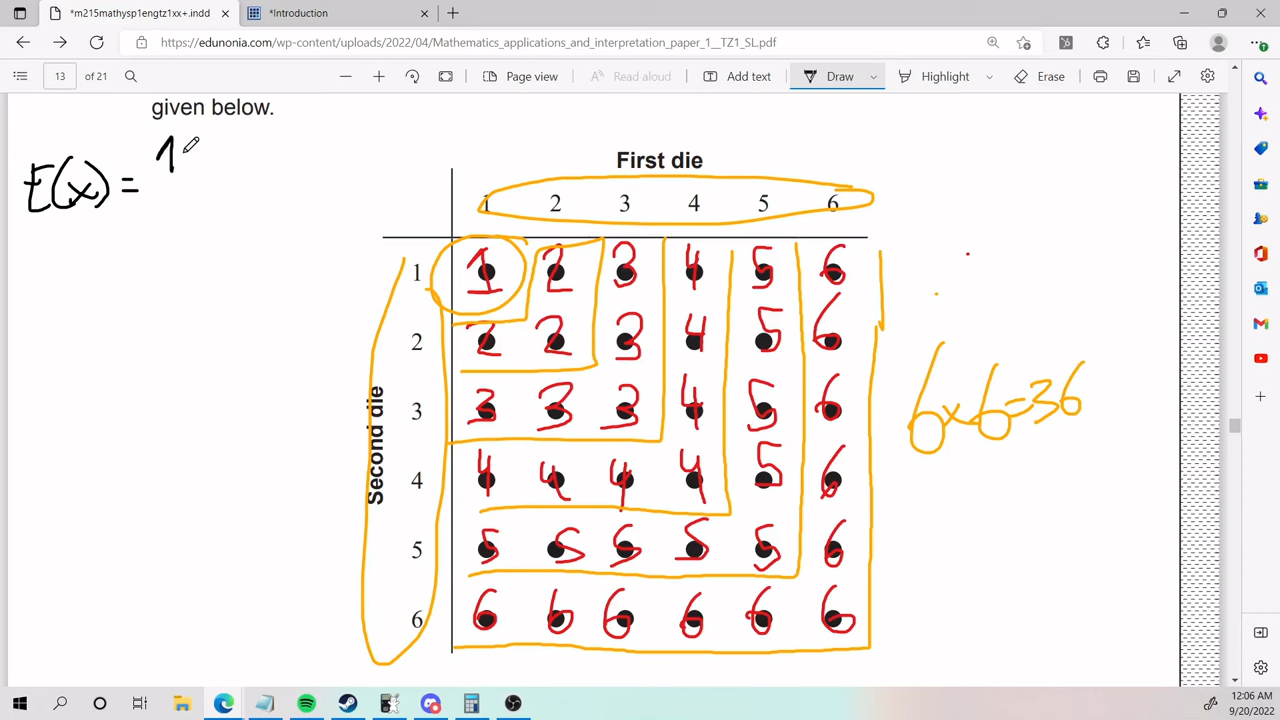 *m215mathysp1engtz1xx+.indd
*Introduction
https://edunonia.com/wp-content/uploads/2022/04/Mathematics_applications_and_interpretation_paper_1__TZ1_SL.pdf
13 of 21
Page view
Read aloud
Add text
Draw
Highlight
Erase
given below.
E(x) = 1
First die
1 2 3 4 5 6
Second die
1 1 2 3 4 5 6
2 2 2 3 4 5 6
3 3 3 3 4 5 6
4 4 4 4 4 5 6
5 5 5 5 5 5 6
6 6 6 6 6 6 6
6x6=36
12:06 AM
9/20/2022